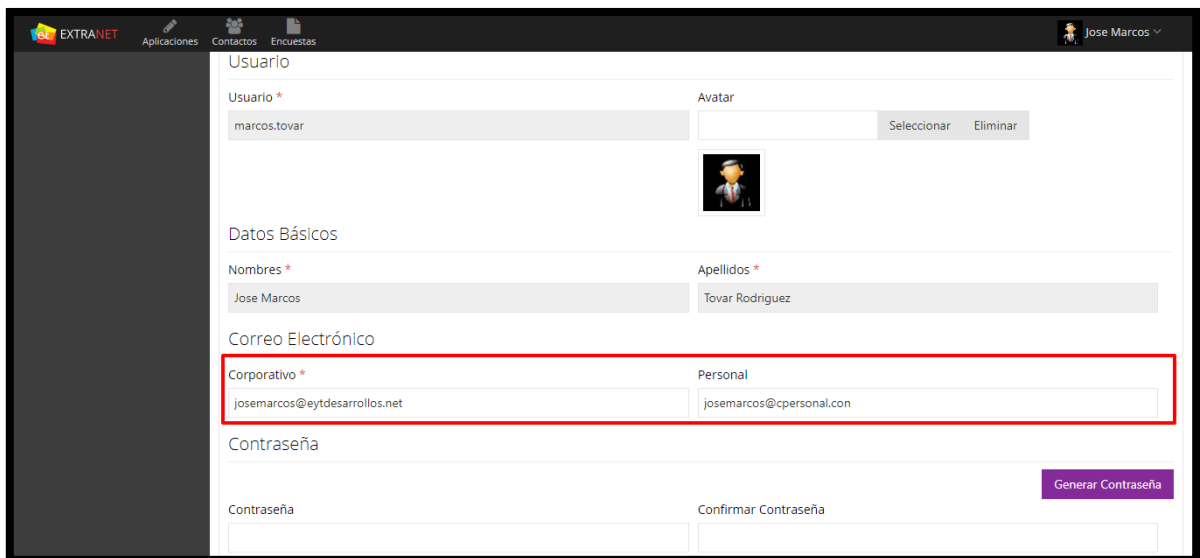 et EXTRANET Aplicaciones Contactos Encuestas Jose Marcos
Usuario
Usuario * Avatar
marcos.tovar Seleccionar Eliminar
Datos Básicos
Nombres * Apellidos *
Jose Marcos Tovar Rodriguez
Correo Electrónico
Corporativo * Personal
josemarcos@eytdesarrollos.net josemarcos@cpersonal.con
Contraseña
Generar Contraseña
Contraseña Confirmar Contraseña